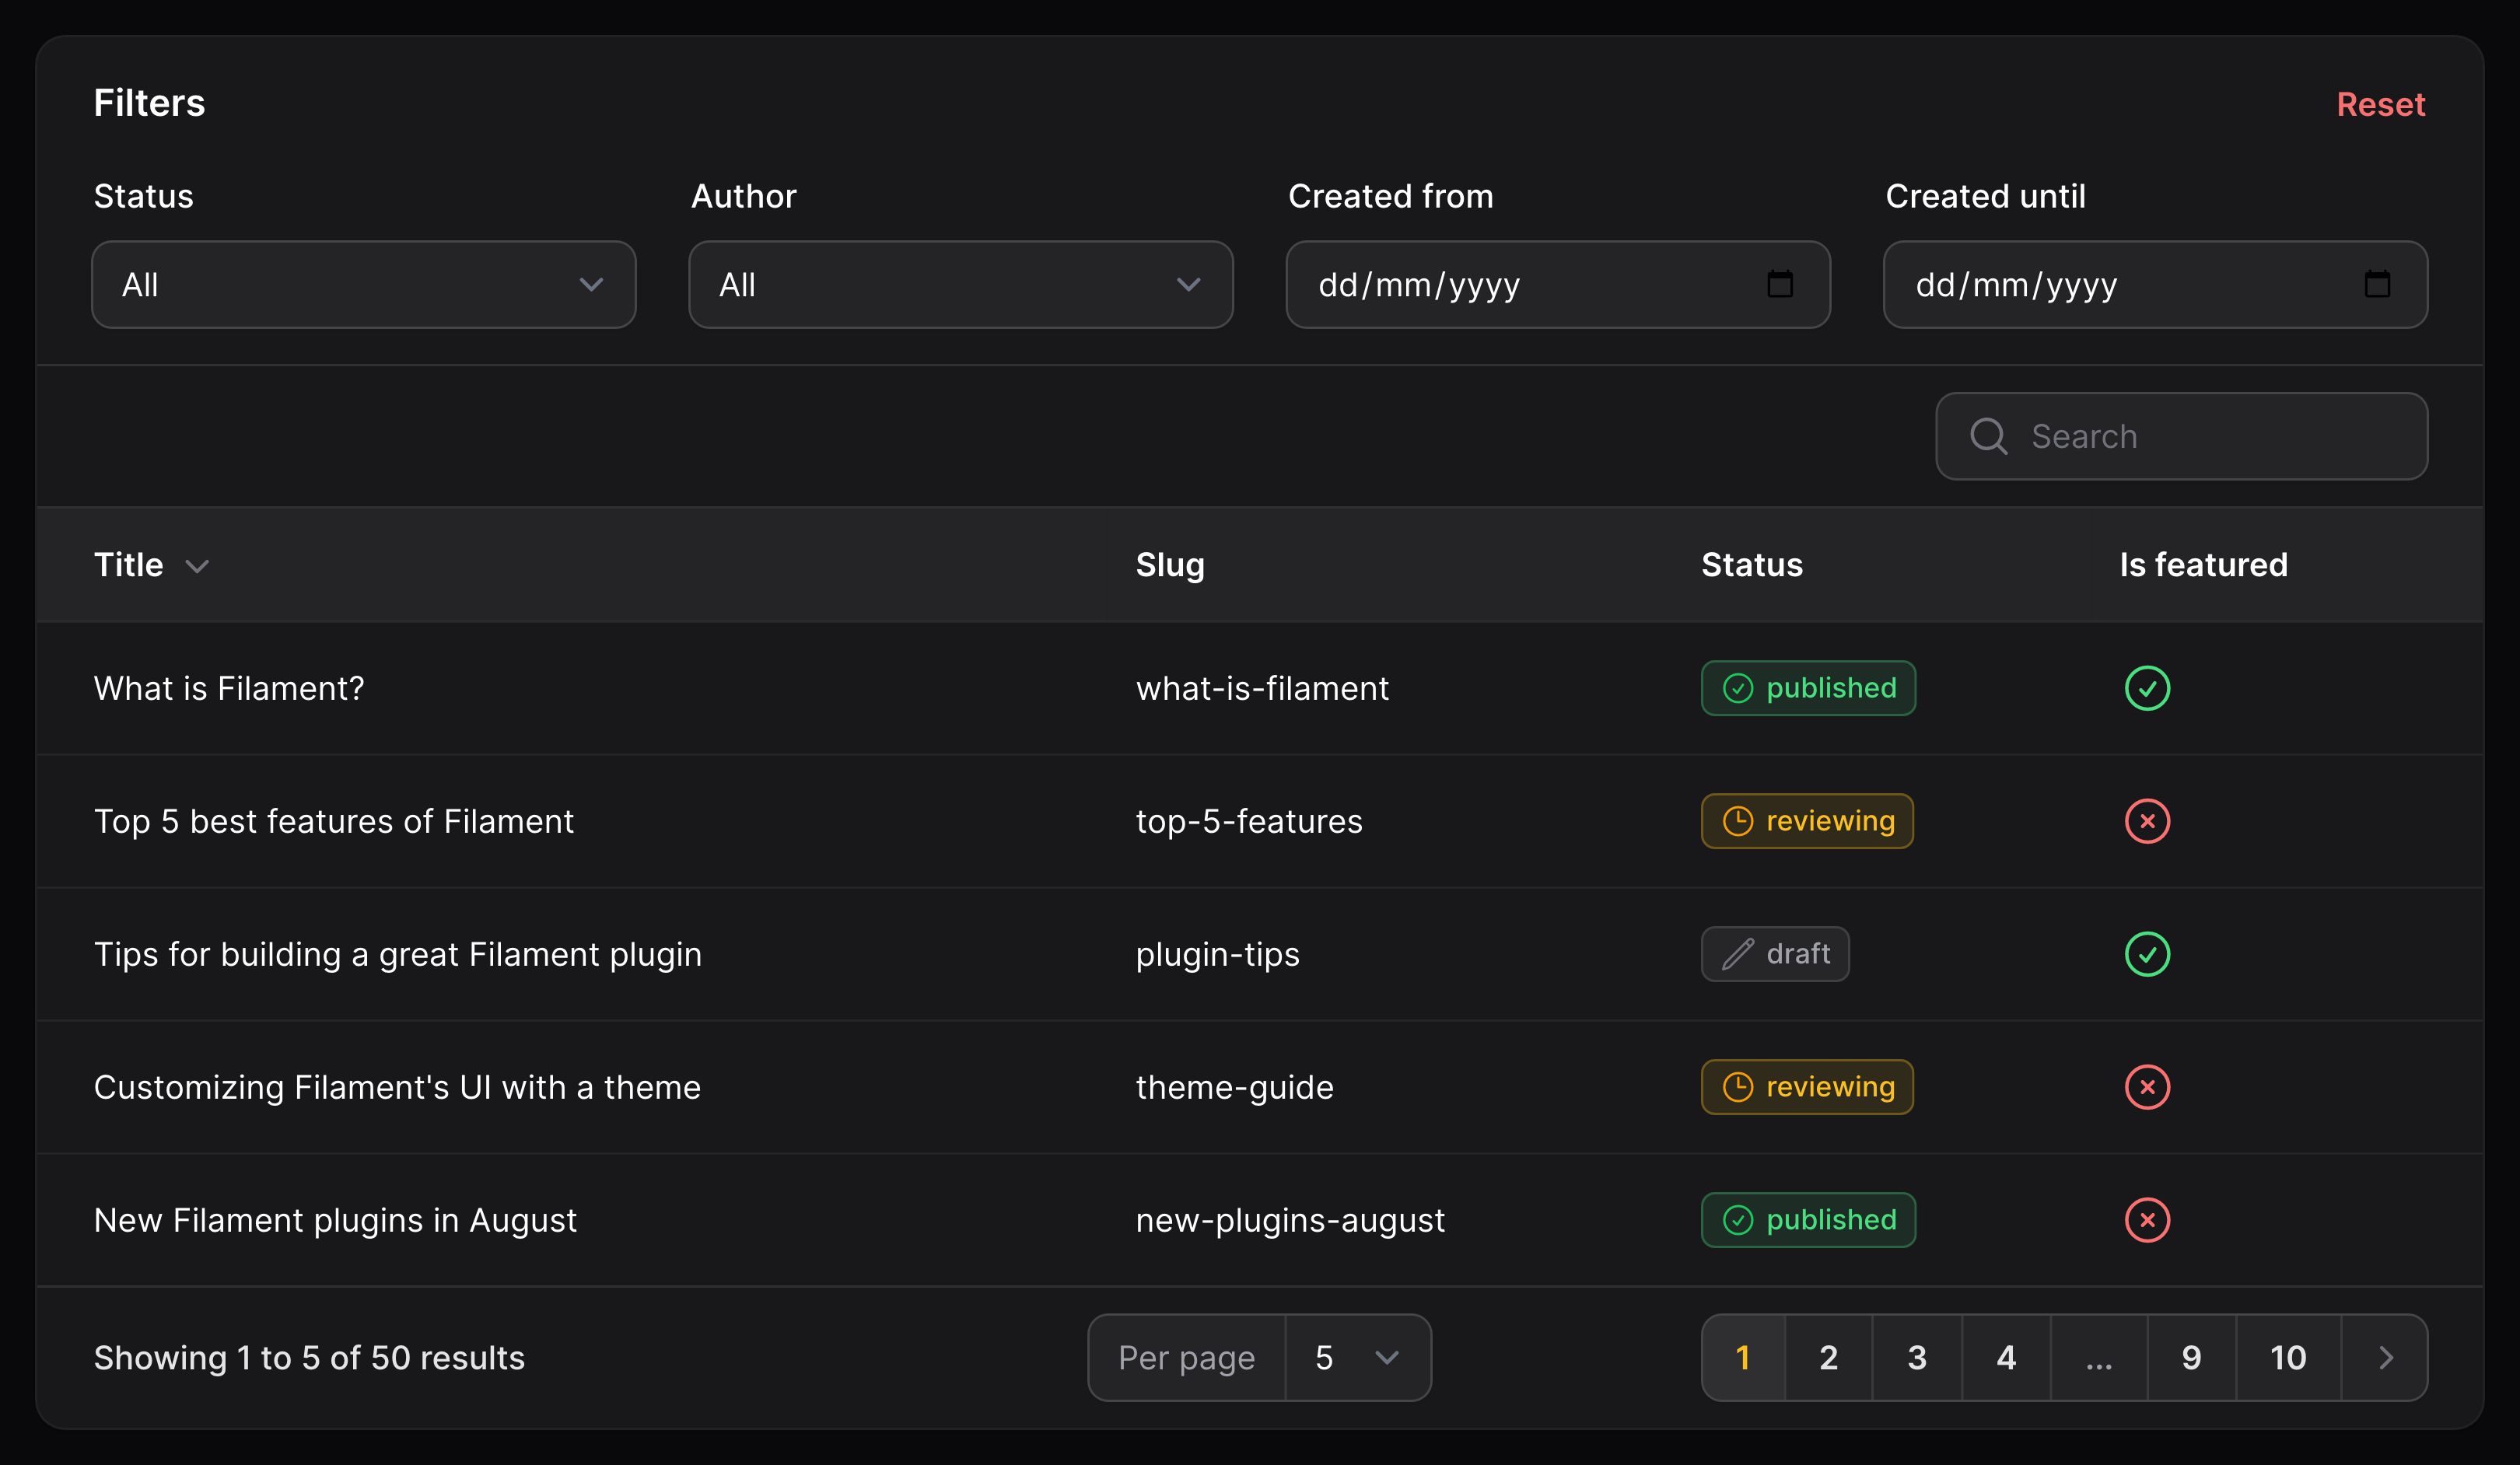 Filters Reset
Status Author Created from Created until
All All dd/mm/yyyy dd/mm/yyyy
Search
Title Slug Status Is featured
What is Filament? what-is-filament published
Top 5 best features of Filament top-5-features reviewing
Tips for building a great Filament plugin plugin-tips draft
Customizing Filament's UI with a theme theme-guide reviewing
New Filament plugins in August new-plugins-august published
Showing 1 to 5 of 50 results Per page 5 1 2 3 4 ... 9 10